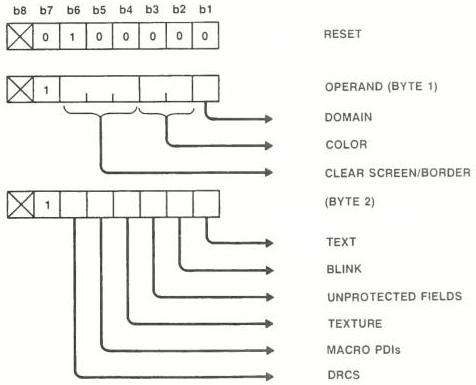 b8 b7 b6 b5 b4 b3 b2 b1
0 1 0 0 0 0 0 RESET
1 OPERAND (BYTE 1)
DOMAIN
COLOR
CLEAR SCREEN/BORDER
1 (BYTE 2)
TEXT
BLINK
UNPROTECTED FIELDS
TEXTURE
MACRO PDIs
DRCS